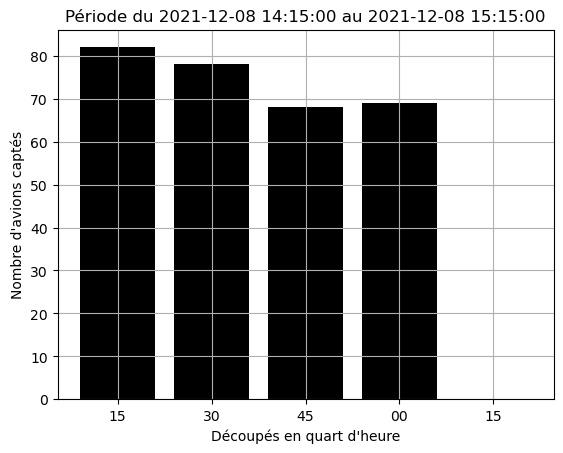 Période du 2021-12-08 14:15:00 au 2021-12-08 15:15:00
80
70
60
50
40
30
20
10
0
Nombre d'avions captés
15 30 45 00 15
Découpés en quart d'heure